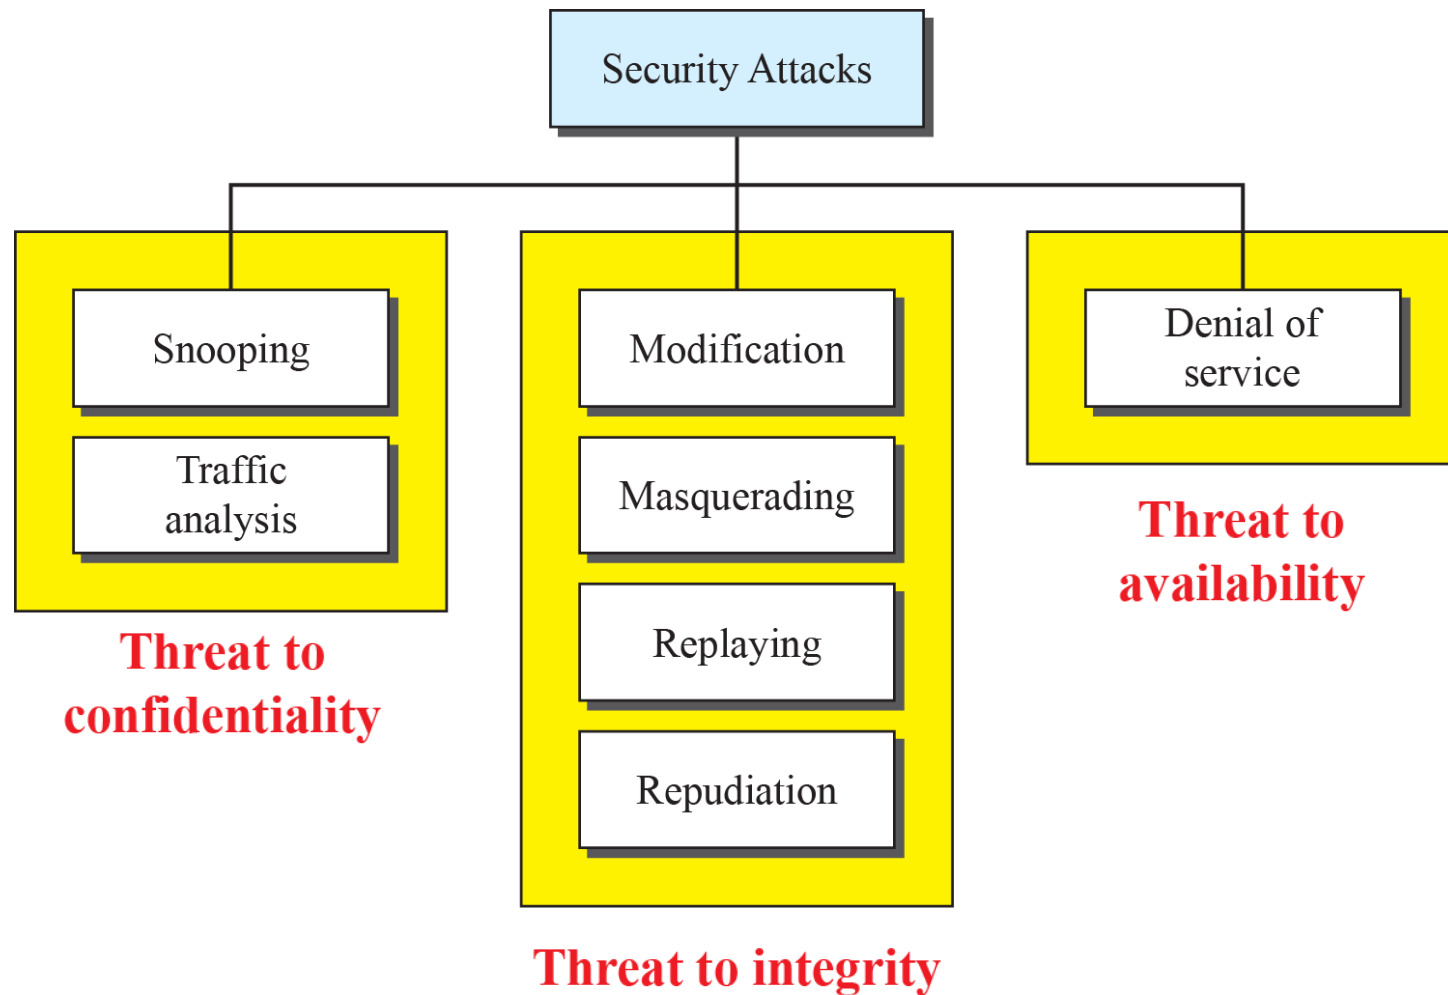 Security Attacks
Snooping
Traffic
analysis
Threat to
confidentiality
Modification
Masquerading
Replaying
Repudiation
Threat to integrity
Denial of
service
Threat to
availability